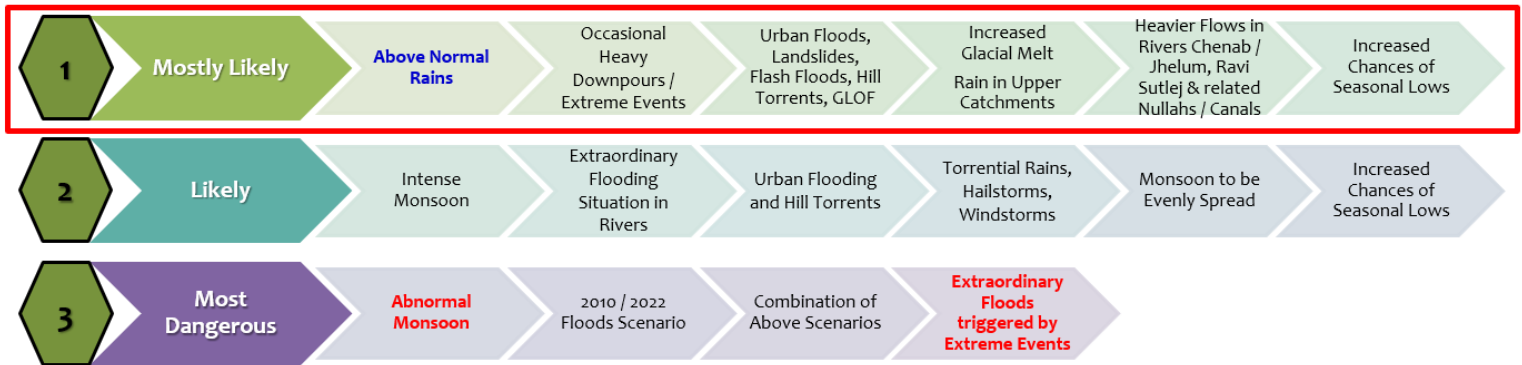 1
Mostly Likely
Above Normal
Rains
Occasional
Heavy
Downpours /
Extreme Events
Urban Floods,
Landslides,
Flash Floods, Hill
Torrents, GLOF
Increased
Glacial Melt
Rain in Upper
Catchments
Heavier Flows in
Rivers Chenab /
Jhelum, Ravi
Sutlej & related
Nullahs / Canals
Increased
Chances of
Seasonal Lows
2
Likely
Intense
Monsoon
Extraordinary
Flooding
Situation in
Rivers
Urban Flooding
and Hill Torrents
Torrential Rains,
Hailstorms,
Windstorms
Monsoon to be
Evenly Spread
Increased
Chances of
Seasonal Lows
3
Most
Dangerous
Abnormal
Monsoon
2010 / 2022
Floods Scenario
Combination of
Above Scenarios
Extraordinary
Floods
triggered by
Extreme Events